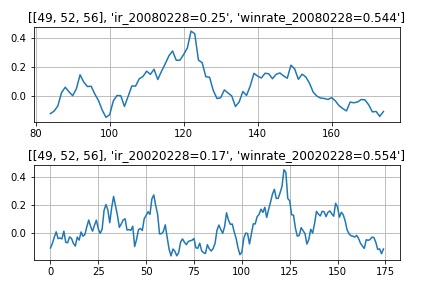 [[49, 52, 56], 'ir_20080228=0.25', 'winrate_20080228=0.544']
0.4
0.2
0.0
80 100 120 140 160
[[49, 52, 56], 'ir_20020228=0.17', 'winrate_20020228=0.554']
0.4
0.2
0.0
0 25 50 75 100 125 150 175